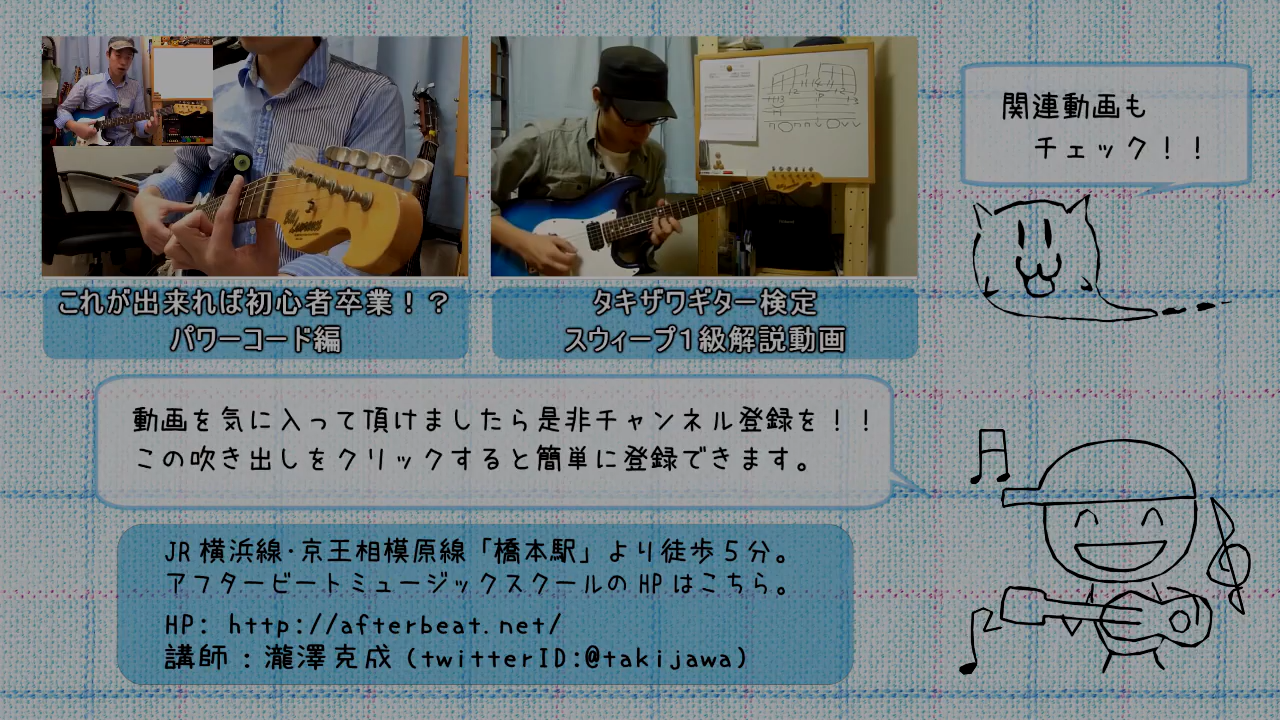 関連動画も
チェック！！
これが出来れば初心者卒業！？
パワーコード編
タキザワギター検定
スウィープ1級解説動画
動画を気に入って頂けましたら是非チャンネル登録を！！
この吹き出しをクリックすると簡単に登録できます。
JR横浜線・京王相模原線「橋本駅」より徒歩5分。
アフタービートミュージックスクールのHPはこちら。
HP: http://afterbeat.net/
講師：瀧澤克成 (twitterID:@takijawa)